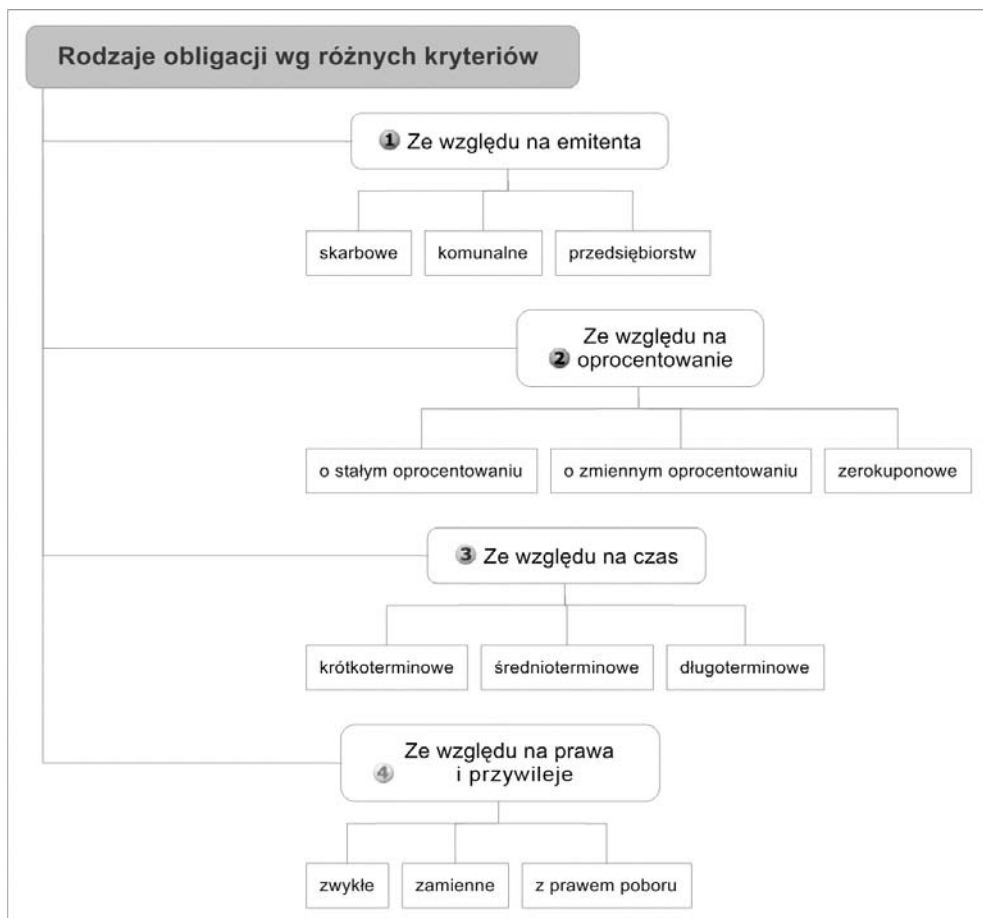 Rodzaje obligacji wg różnych kryteriów
1 Ze względu na emitenta
skarbowe
komunalne
przedsiębiorstw
Ze względu na
2 oprocentowanie
o stałym oprocentowaniu
o zmiennym oprocentowaniu
zerokuponowe
3 Ze względu na czas
krótkoterminowe
średnioterminowe
długoterminowe
Ze względu na prawa
4 i przywileje
zwykłe
zamienne
z prawem poboru